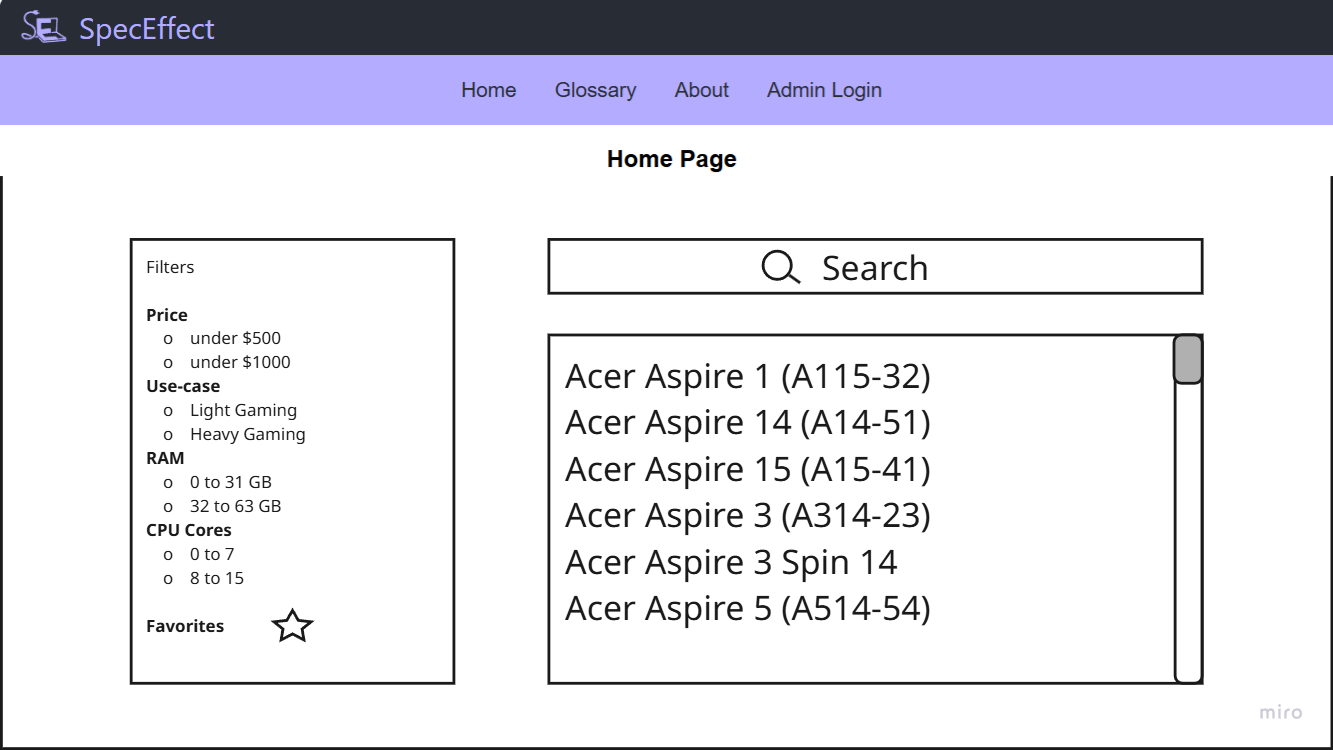 SE SpecEffect
Home Glossary About Admin Login
Home Page
Filters
Price
o under $500
o under $1000
Use-case
o Light Gaming
o Heavy Gaming
RAM
o 0 to 31 GB
o 32 to 63 GB
CPU Cores
o 0 to 7
o 8 to 15
Favorites
Search
Acer Aspire 1 (A115-32)
Acer Aspire 14 (A14-51)
Acer Aspire 15 (A15-41)
Acer Aspire 3 (A314-23)
Acer Aspire 3 Spin 14
Acer Aspire 5 (A514-54)
miro